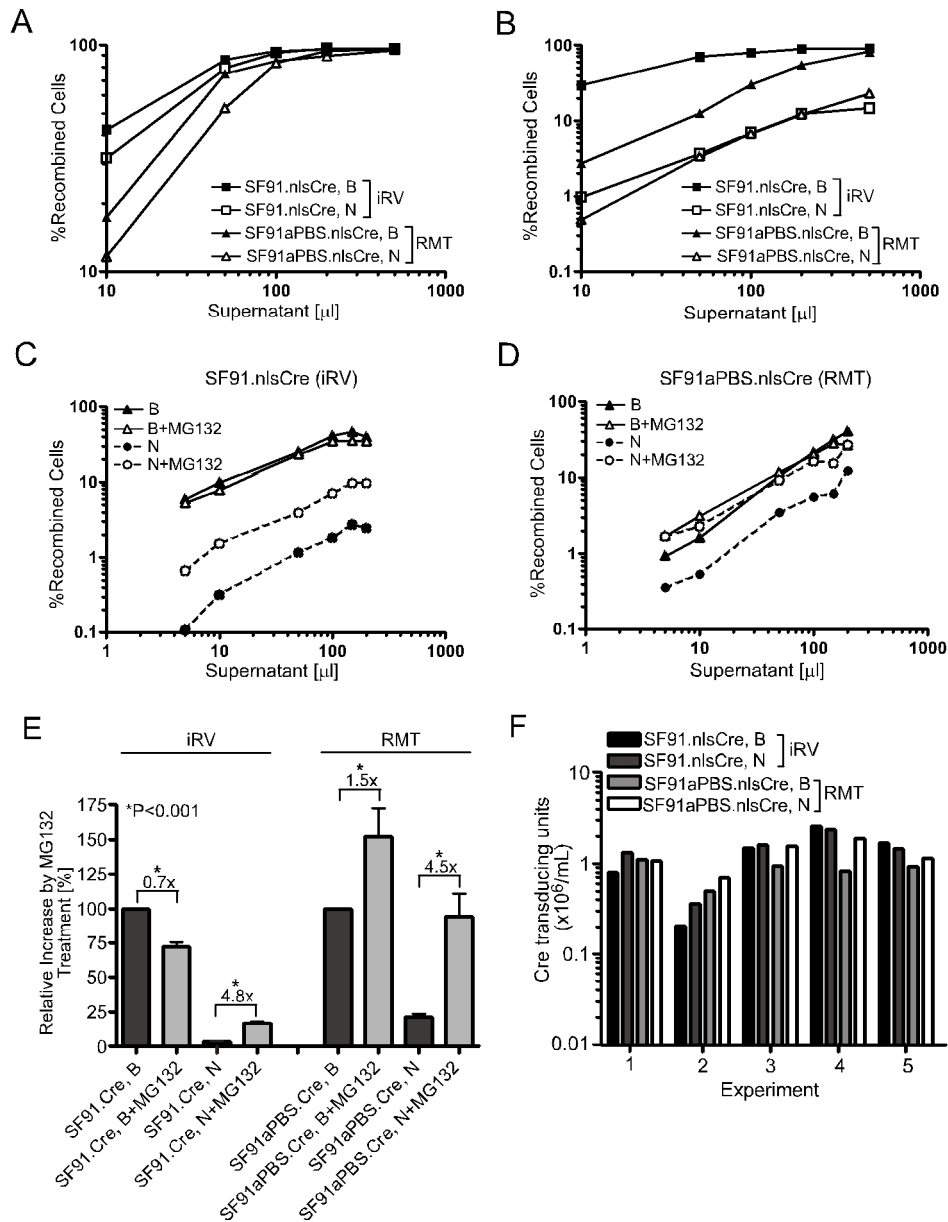 A
%Recombined Cells
100
10
10
100
1000
Supernatant [µl]
SF91.nlsCre, B
SF91.nlsCre, N
iRV
SF91aPBS.nlsCre, B
SF91aPBS.nlsCre, N
RMT
B
%Recombined Cells
100
10
1
0.1
10
100
1000
Supernatant [µl]
SF91.nlsCre, B
SF91.nlsCre, N
iRV
SF91aPBS.nlsCre, B
SF91aPBS.nlsCre, N
RMT
C
SF91.nlsCre (iRV)
B
B+MG132
N
N+MG132
%Recombined Cells
100
10
1
0.1
1
10
100
1000
Supernatant [µl]
D
SF91aPBS.nlsCre (RMT)
B
B+MG132
N
N+MG132
%Recombined Cells
100
10
1
0.1
1
10
100
1000
Supernatant [µl]
E
iRV
RMT
*P<0.001
Relative Increase by MG132
Treatment [%]
175
150
125
100
75
50
25
0
*
0.7x
*
4.8x
*
1.5x
*
4.5x
SF91.Cre, B
SF91.Cre, B+MG132
SF91.Cre, N
SF91.Cre, N+MG132
SF91aPBS.Cre, B
SF91aPBS.Cre, B+MG132
SF91aPBS.Cre, N
SF91aPBS.Cre, N+MG132
F
SF91.nlsCre, B
SF91.nlsCre, N
iRV
SF91aPBS.nlsCre, B
SF91aPBS.nlsCre, N
RMT
Cre transducing units
(x10⁶/mL)
10
1
0.1
0.01
1
2
3
4
5
Experiment